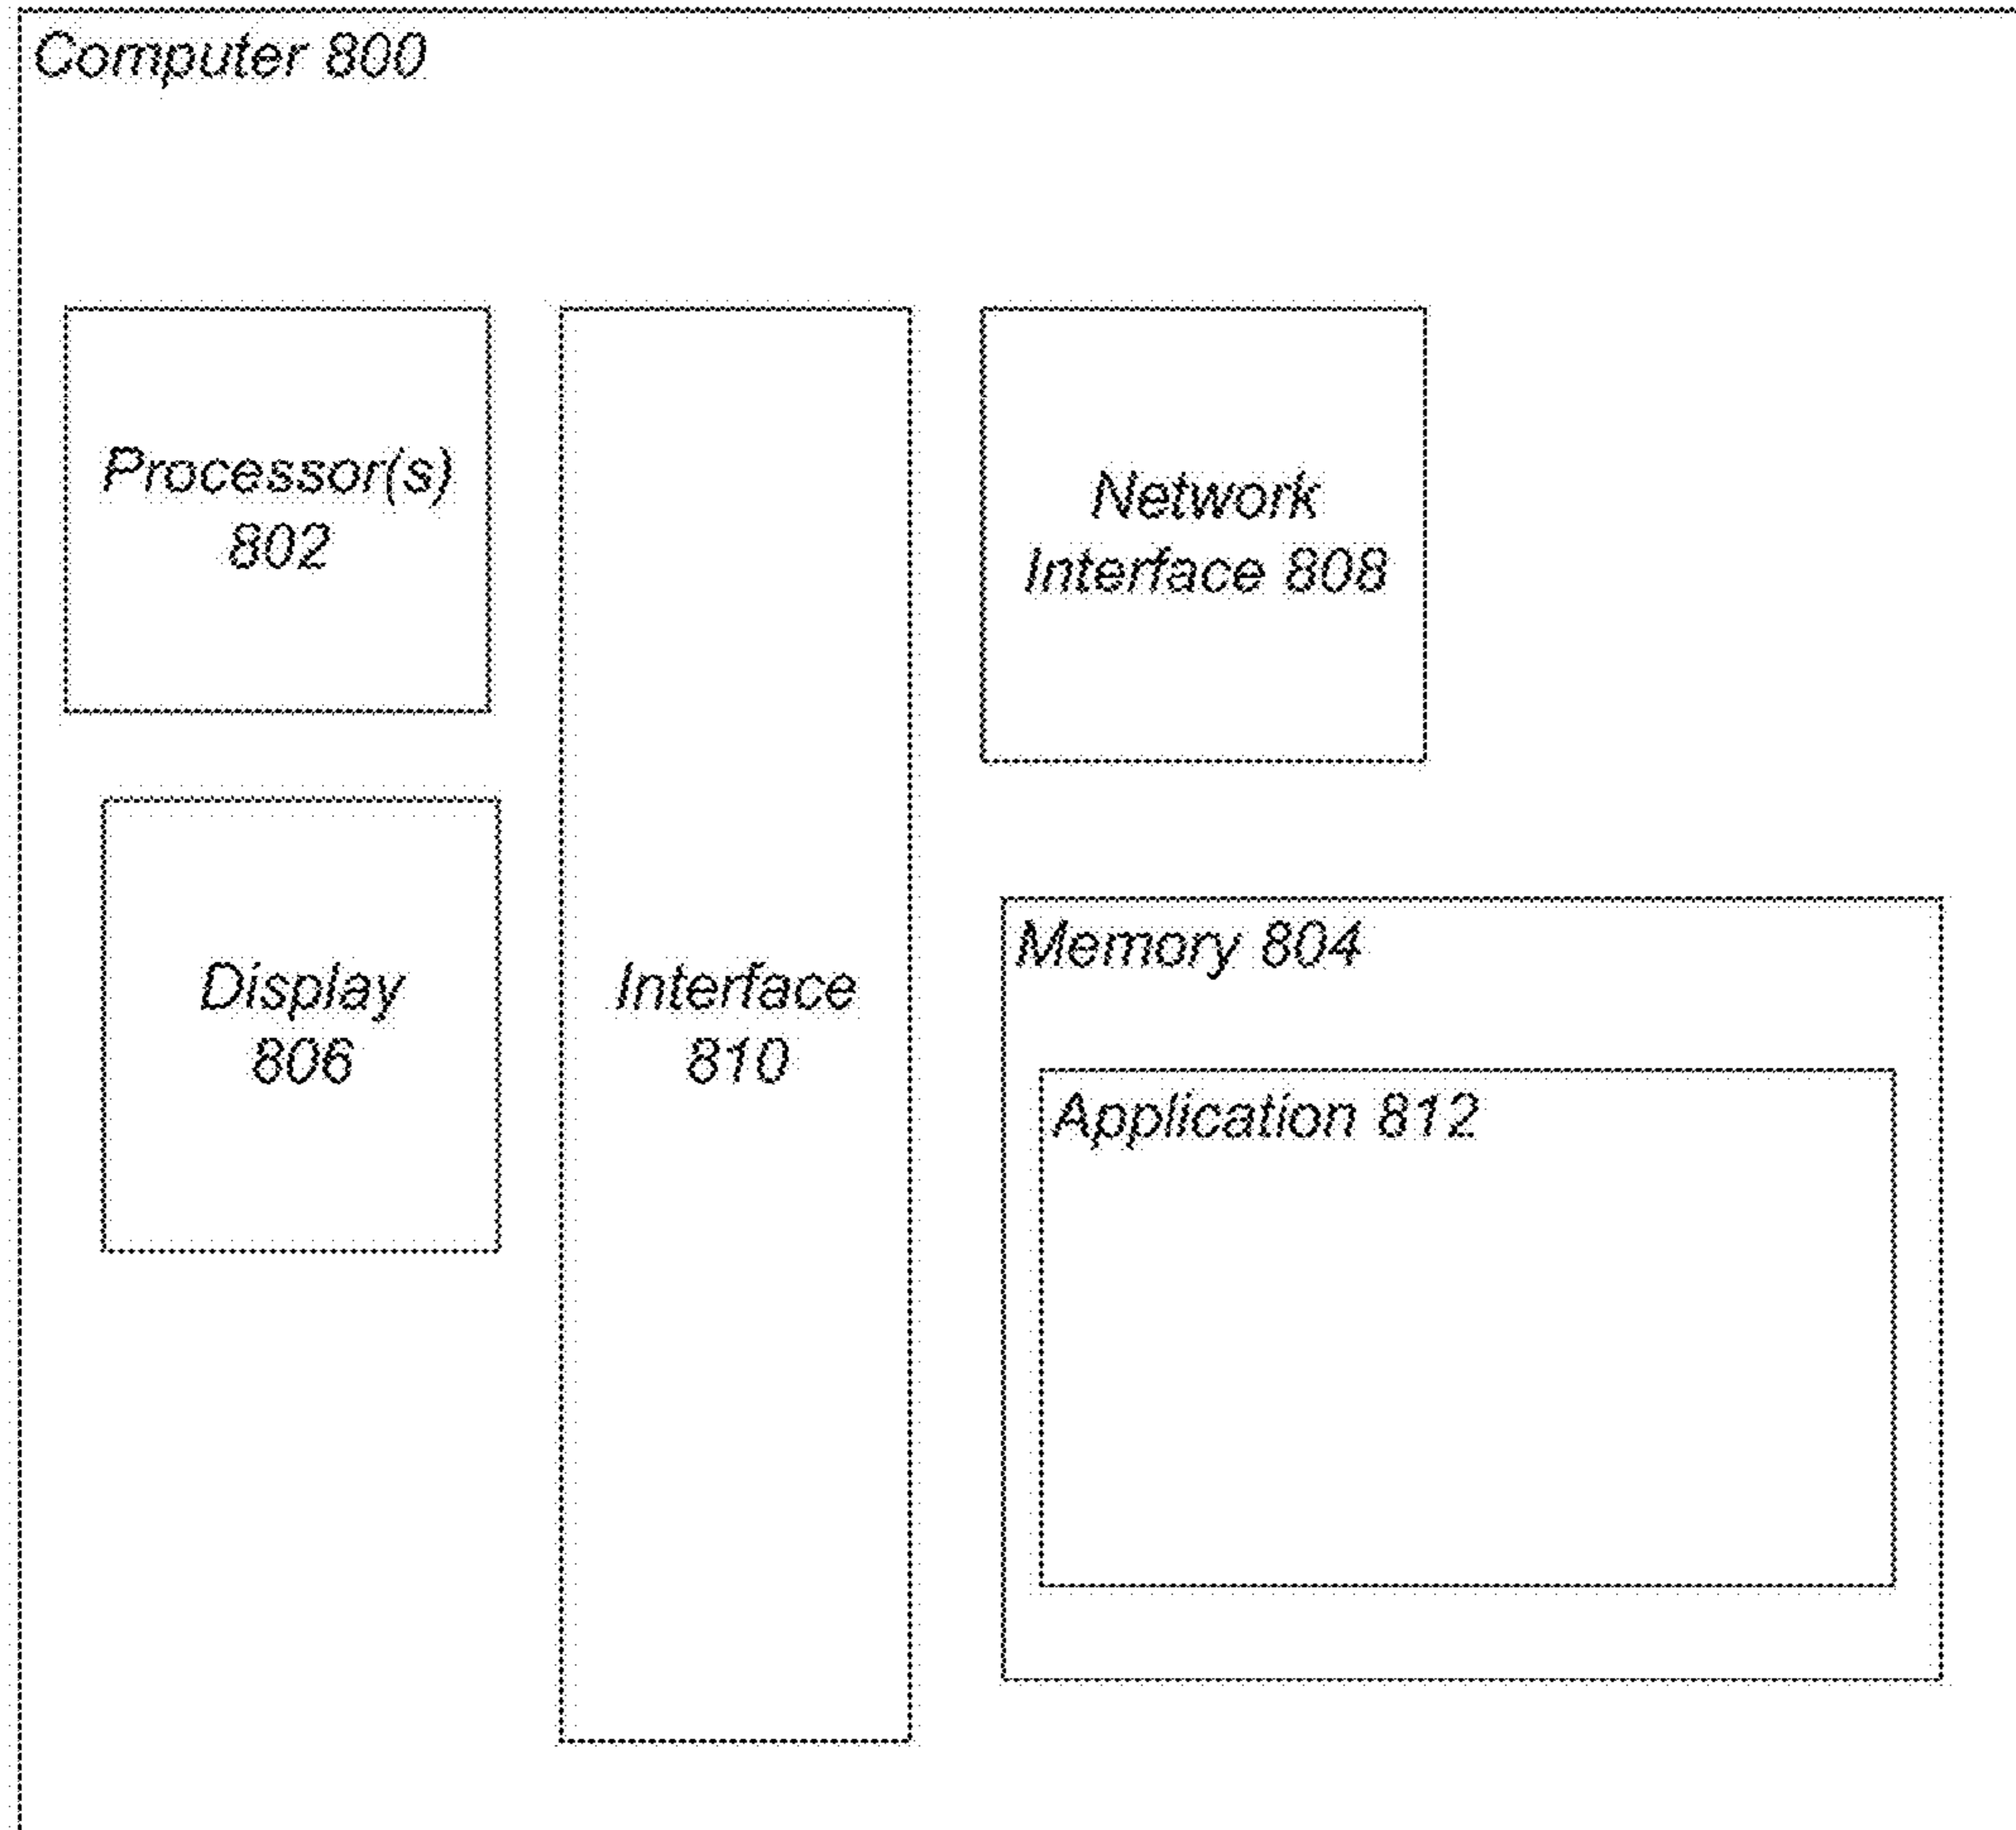 Computer 800
Processor(s)
802
Network
Interface 808
Display
806
Interface
810
Memory 804
Application 812